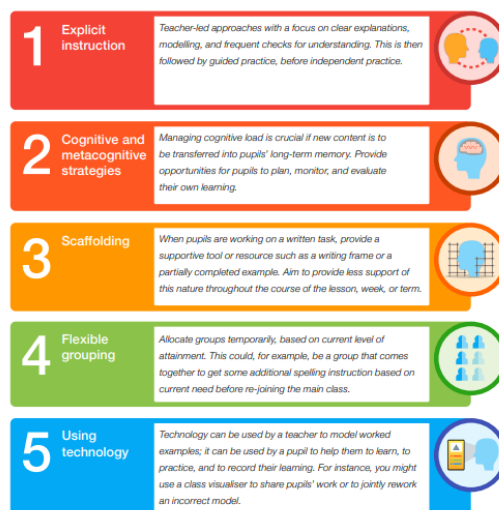 1
Explicit
instruction
Teacher-led approaches with a focus on clear explanations,
modelling, and frequent checks for understanding. This is then
followed by guided practice, before independent practice.
2
Cognitive and
metacognitive
strategies
Managing cognitive load is crucial if new content is to
be transferred into pupils' long-term memory. Provide
opportunities for pupils to plan, monitor, and evaluate
their own learning.
3
Scaffolding
When pupils are working on a written task, provide a
supportive tool or resource such as a writing frame or a
partially completed example. Aim to provide less support of
this nature throughout the course of the lesson, week, or term.
4
Flexible
grouping
Allocate groups temporarily, based on current level of
attainment. This could, for example, be a group that comes
together to get some additional spelling instruction based on
current need before re-joining the main class.
5
Using
technology
Technology can be used by a teacher to model worked
examples; it can be used by a pupil to help them to learn, to
practice, and to record their learning. For instance, you might
use a class visualiser to share pupils' work or to jointly rework
an incorrect model.